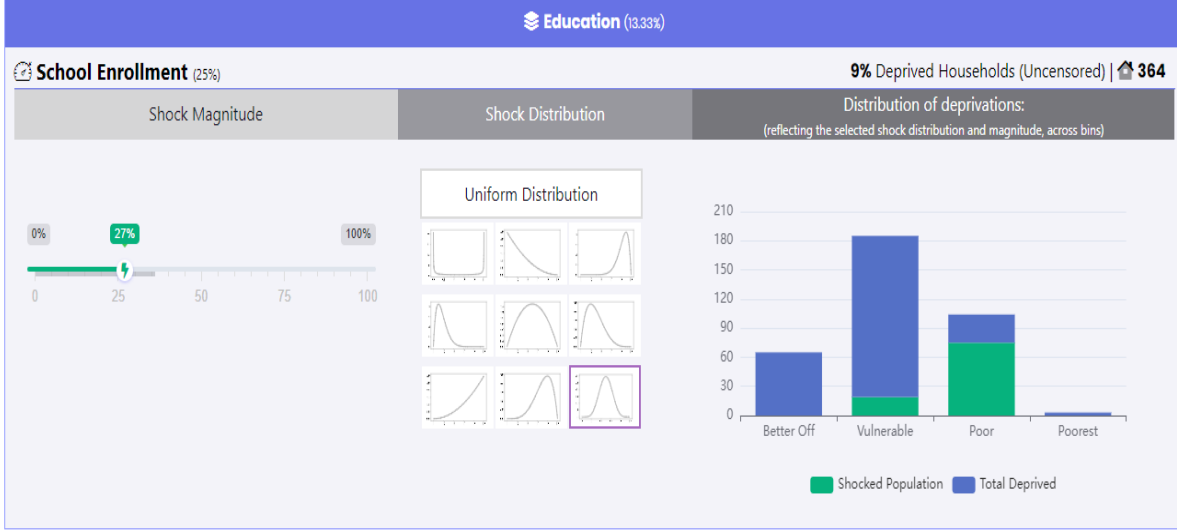 Education (13.33%)
School Enrollment (25%)
9% Deprived Households (Uncensored) | 364
Shock Magnitude
Shock Distribution
Distribution of deprivations:
(reflecting the selected shock distribution and magnitude, across bins)
Uniform Distribution
0% 27% 100%
0 25 50 75 100
210
180
150
120
90
60
30
0
Better Off Vulnerable Poor Poorest
Shocked Population Total Deprived